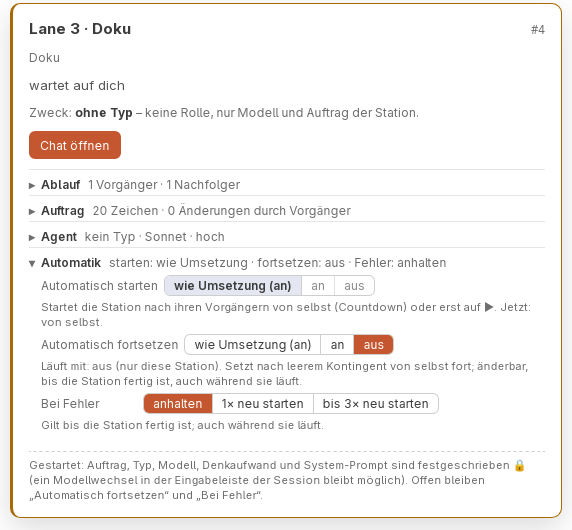 Lane 3 · Doku #4
Doku
wartet auf dich
Zweck: ohne Typ – keine Rolle, nur Modell und Auftrag der Station.
Chat öffnen
▸ Ablauf 1 Vorgänger · 1 Nachfolger
▸ Auftrag 20 Zeichen · 0 Änderungen durch Vorgänger
▸ Agent kein Typ · Sonnet · hoch
▾ Automatik starten: wie Umsetzung · fortsetzen: aus · Fehler: anhalten
Automatisch starten wie Umsetzung (an) an aus
Startet die Station nach ihren Vorgängern von selbst (Countdown) oder erst auf ▶. Jetzt:
von selbst.
Automatisch fortsetzen wie Umsetzung (an) an aus
Läuft mit: aus (nur diese Station). Setzt nach leerem Kontingent von selbst fort; änderbar,
bis die Station fertig ist, auch während sie läuft.
Bei Fehler anhalten 1× neu starten bis 3× neu starten
Gilt bis die Station fertig ist; auch während sie läuft.
Gestartet: Auftrag, Typ, Modell, Denkaufwand und System-Prompt sind festgeschrieben 🔒
(ein Modellwechsel in der Eingabeleiste der Session bleibt möglich). Offen bleiben
„Automatisch fortsetzen“ und „Bei Fehler“.